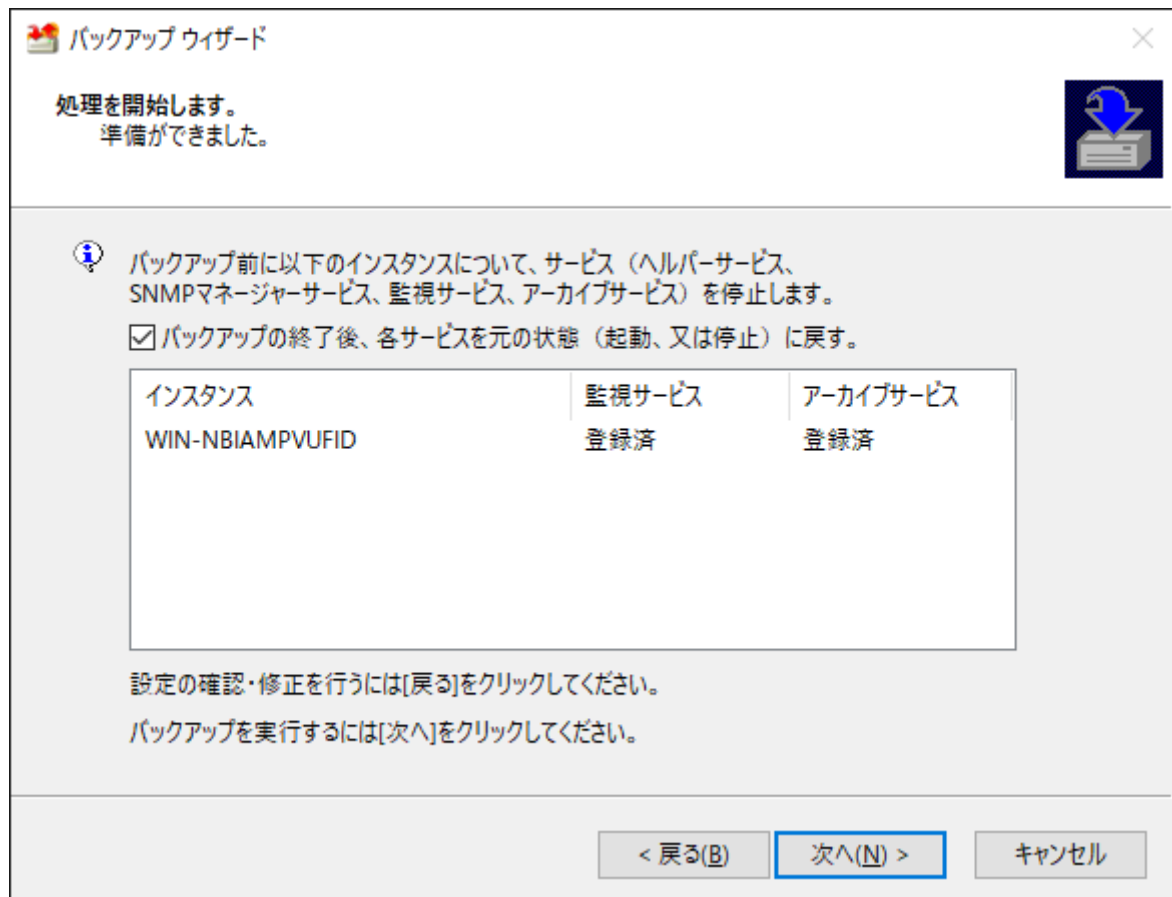 バックアップ ウィザード
処理を開始します。
準備ができました。
バックアップ前に以下のインスタンスについて、サービス（ヘルパーサービス、
SNMPマネージャーサービス、監視サービス、アーカイブサービス）を停止します。
バックアップの終了後、各サービスを元の状態（起動、又は停止）に戻す。
インスタンス 監視サービス アーカイブサービス
WIN-NBIAMPVUFID 登録済 登録済
設定の確認・修正を行うには[戻る]をクリックしてください。
バックアップを実行するには[次へ]をクリックしてください。
< 戻る(B) 次へ(N) > キャンセル